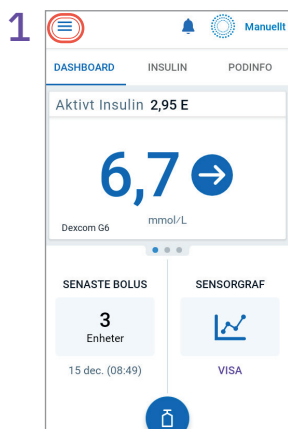 1
Manuellt
DASHBOARD INSULIN PODINFO
Aktivt Insulin 2,95 E
6,7
mmol/L
Dexcom G6
SENASTE BOLUS SENSORGRAF
3
Enheter
15 dec. (08:49) VISA